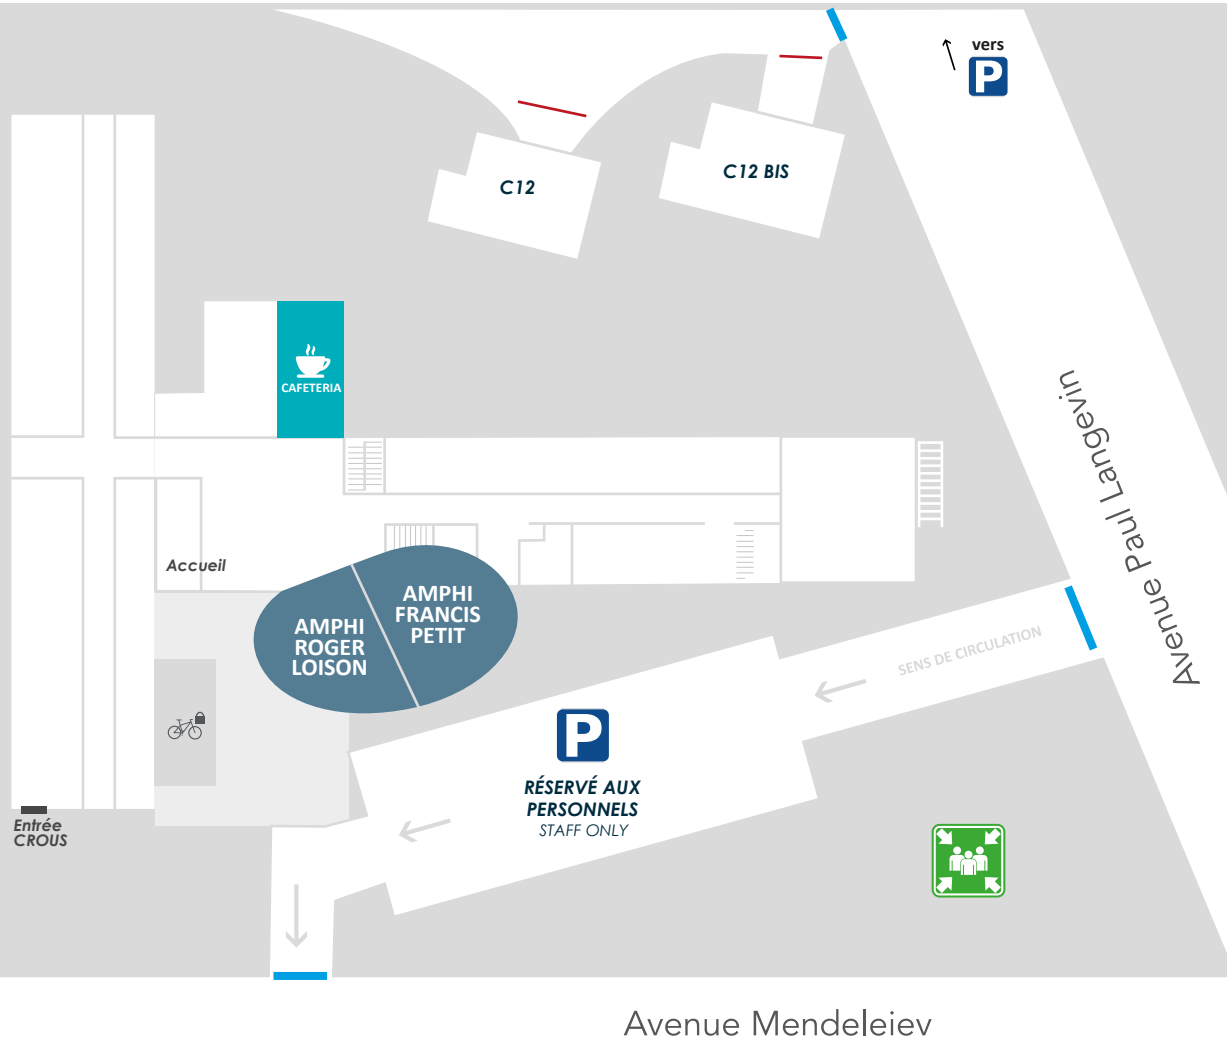 vers
P
C12
C12 BIS
CAFETERIA
Avenue Paul Langevin
Accueil
AMPHI
ROGER
LOISON
AMPHI
FRANCIS
PETIT
SENS DE CIRCULATION
P
RÉSERVÉ AUX
PERSONNELS
STAFF ONLY
Entrée
CROUS
Avenue Mendeleiev